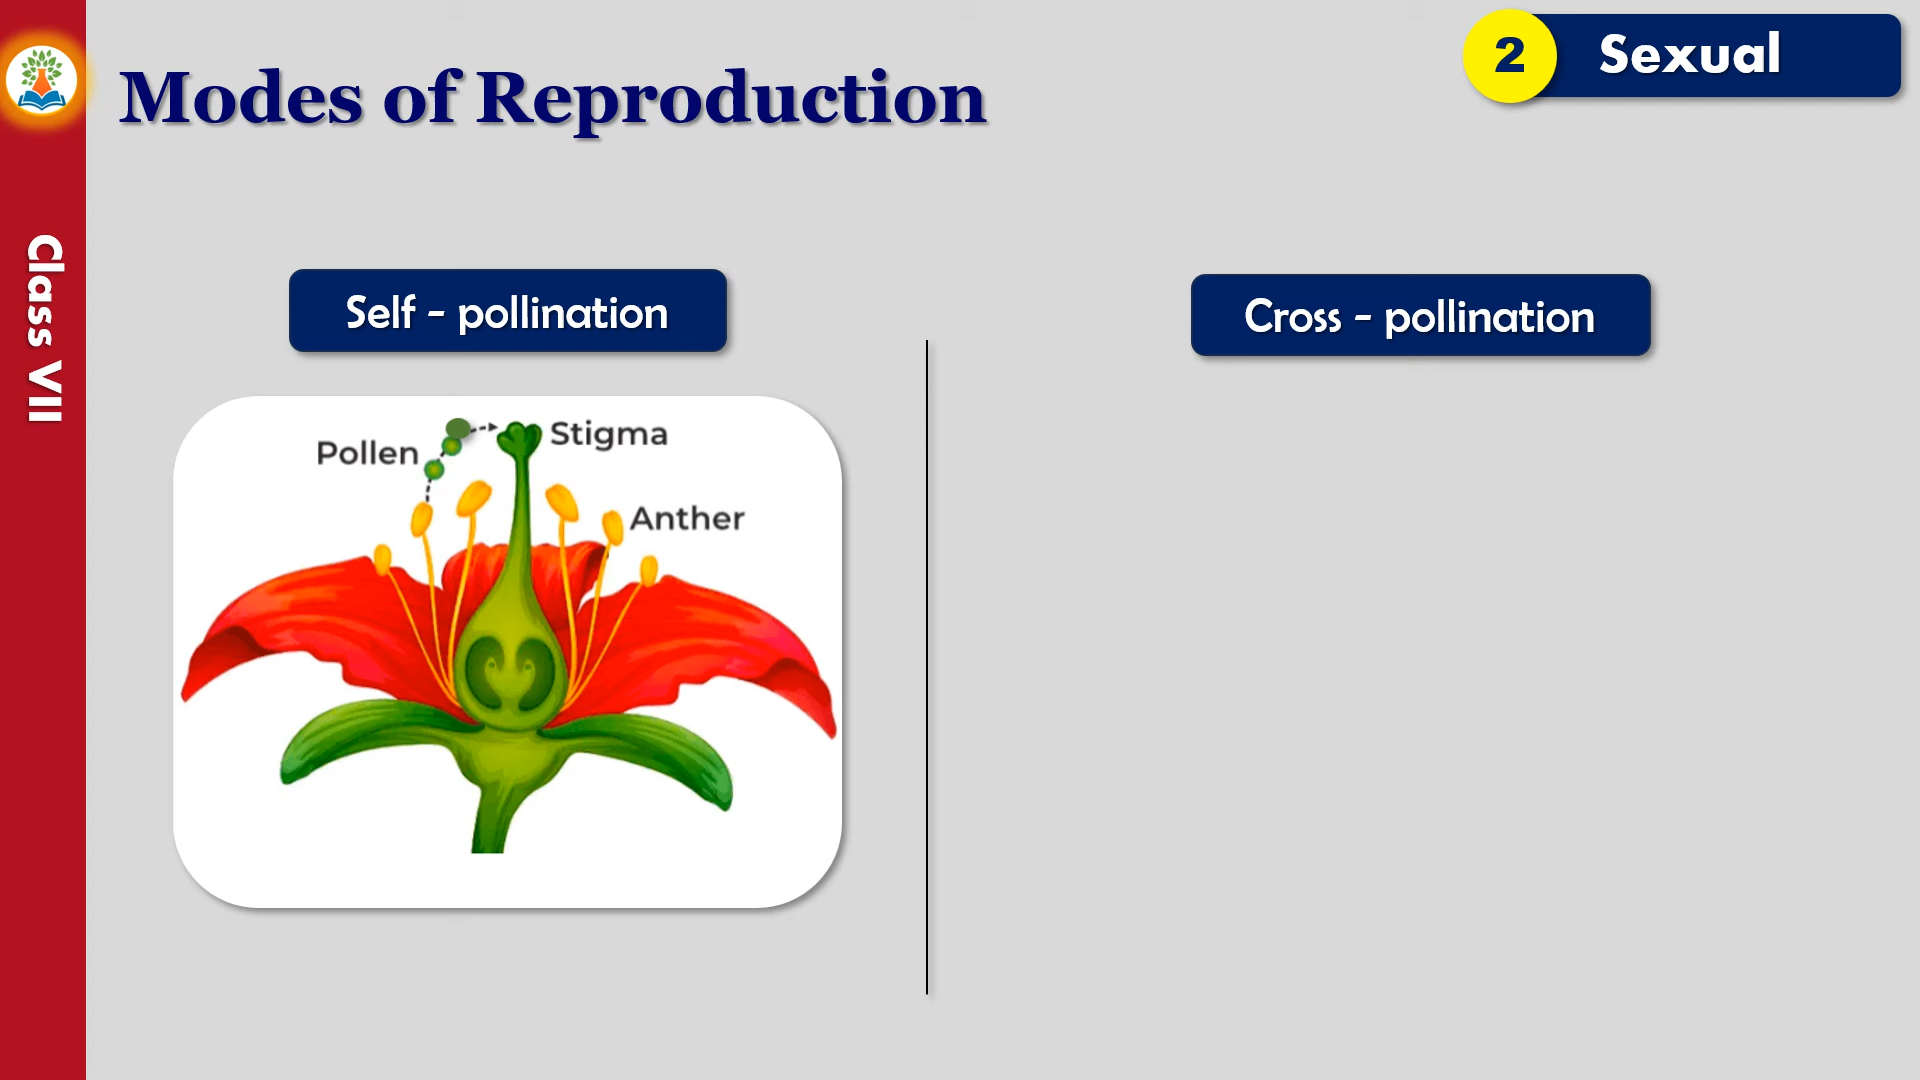 2 Sexual
Modes of Reproduction
Class VII
Self - pollination
Cross - pollination
Stigma
Pollen
Anther